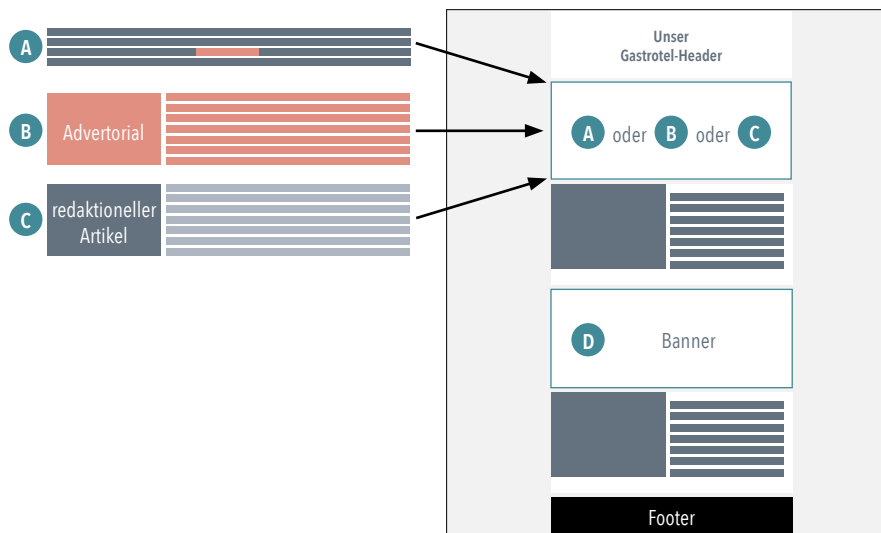 A
B
Advertorial
C
redaktioneller
Artikel
Unser
Gastrotel-Header
A oder B oder C
D Banner
Footer